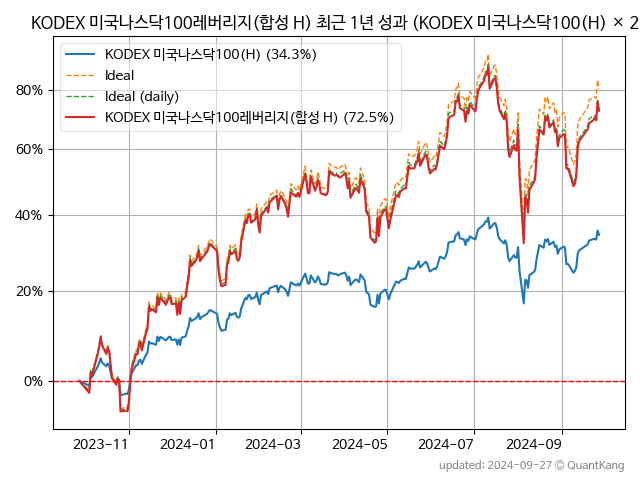 KODEX 미국나스닥100레버리지(합성 H) 최근 1년 성과 (KODEX 미국나스닥100(H) × 2
KODEX 미국나스닥100(H) (34.3%)
Ideal
Ideal (daily)
KODEX 미국나스닥100레버리지(합성 H) (72.5%)
80%
60%
40%
20%
0%
2023-11
2024-01
2024-03
2024-05
2024-07
2024-09
updated: 2024-09-27 © QuantKang